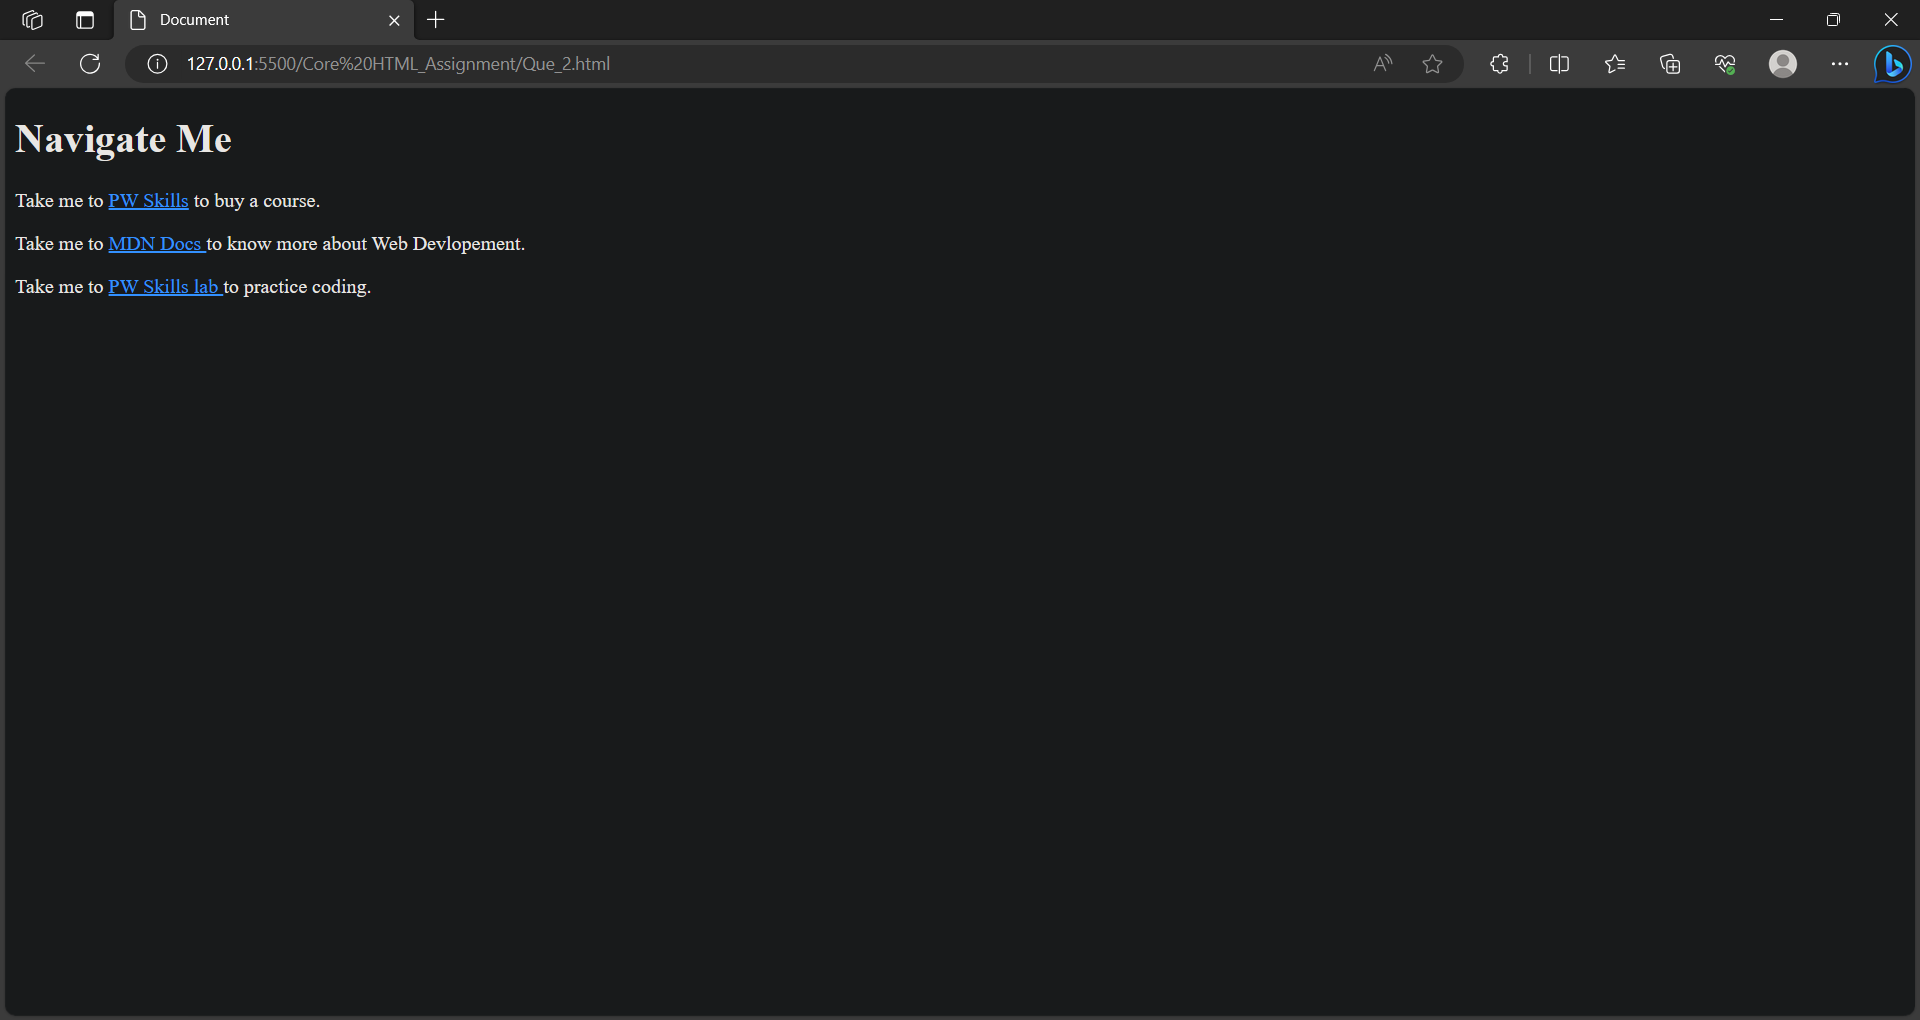 Document
127.0.0.1:5500/Core%20HTML_Assignment/Que_2.html
Navigate Me
Take me to PW Skills to buy a course.
Take me to MDN Docs to know more about Web Devlopement.
Take me to PW Skills lab to practice coding.